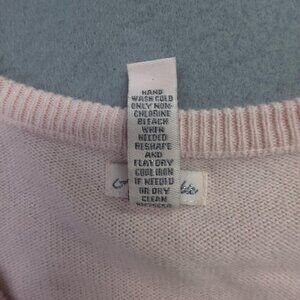 HAND
WASH COLD
ONLY NON-
CHLORINE
BLEACH
WHEN
NEEDED
RESHAPE
AND
FLAT DRY
COOL IRON
IF NEEDED
OR DRY
CLEAN